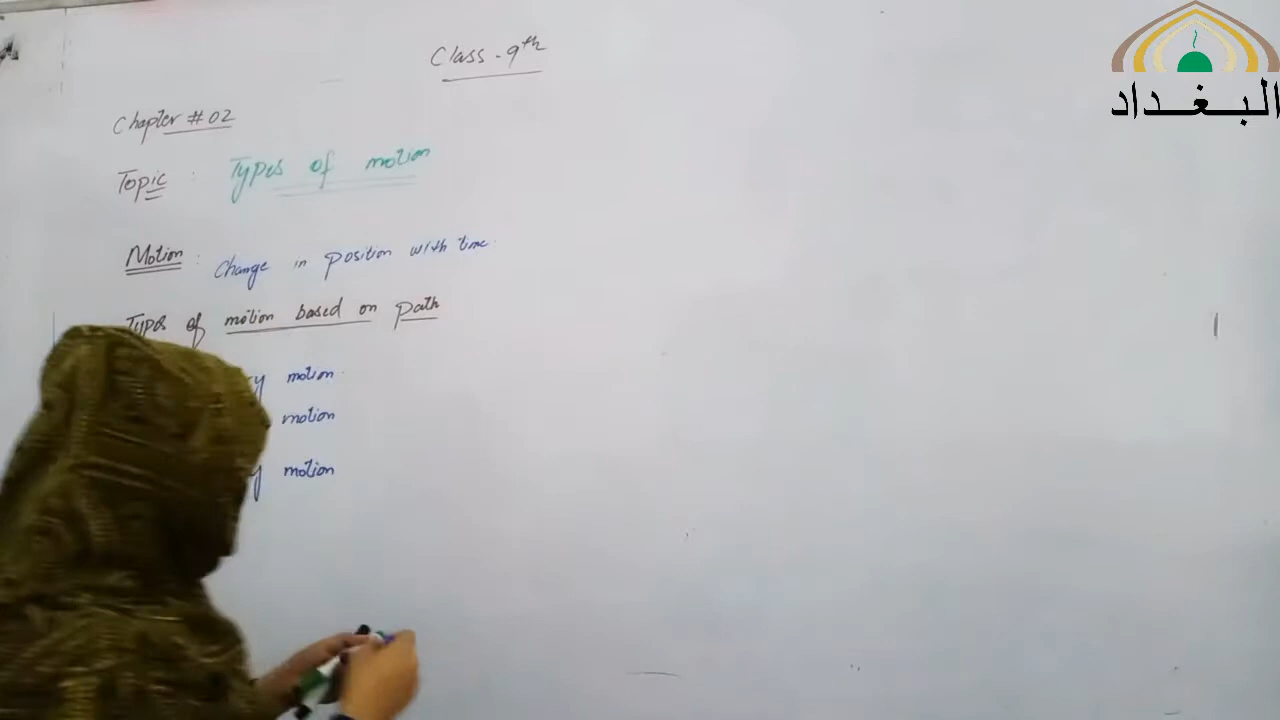 Class - 9th
Chapter # 02
Topic : Types of motion
Motion : Change in position with time.
Types of motion based on path
motion
motion
motion
البغداد